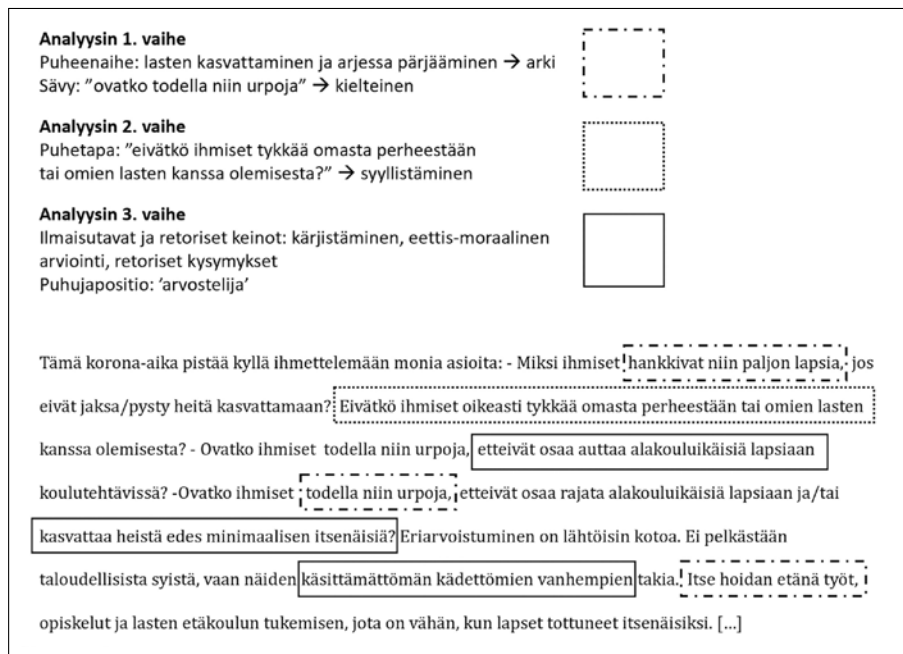 Analyysin 1. vaihe
Puheenaihe: lasten kasvattaminen ja arjessa pärjääminen → arki
Sävy: ”ovatko todella niin urpoja” → kielteinen
Analyysin 2. vaihe
Puhetapa: ”eivätkö ihmiset tykkää omasta perheestään
tai omien lasten kanssa olemisesta?” → syyllistäminen
Analyysin 3. vaihe
Ilmaisutavat ja retoriset keinot: kärjistäminen, eettis-moraalinen
arviointi, retoriset kysymykset
Puhujapositio: ’arvostelija’
Tämä korona-aika pistää kyllä ihmettelemään monia asioita: - Miksi ihmiset hankkivat niin paljon lapsia, jos
eivät jaksa/pysty heitä kasvattamaan? Eivätkö ihmiset oikeasti tykkää omasta perheestään tai omien lasten
kanssa olemisesta? - Ovatko ihmiset todella niin urpoja, etteivät osaa auttaa alakouluikäisiä lapsiaan
koulutehtävissä? -Ovatko ihmiset todella niin urpoja, etteivät osaa rajata alakouluikäisiä lapsiaan ja/tai
kasvattaa heistä edes minimaalisen itsenäisiä? Eriarvoistuminen on lähtöisin kotoa. Ei pelkästään
taloudellisista syistä, vaan näiden käsittämättömän kädettömien vanhempien takia. Itse hoidan etänä työt,
opiskelut ja lasten etäkoulun tukemisen, jota on vähän, kun lapset tottuneet itsenäisiksi. [...]